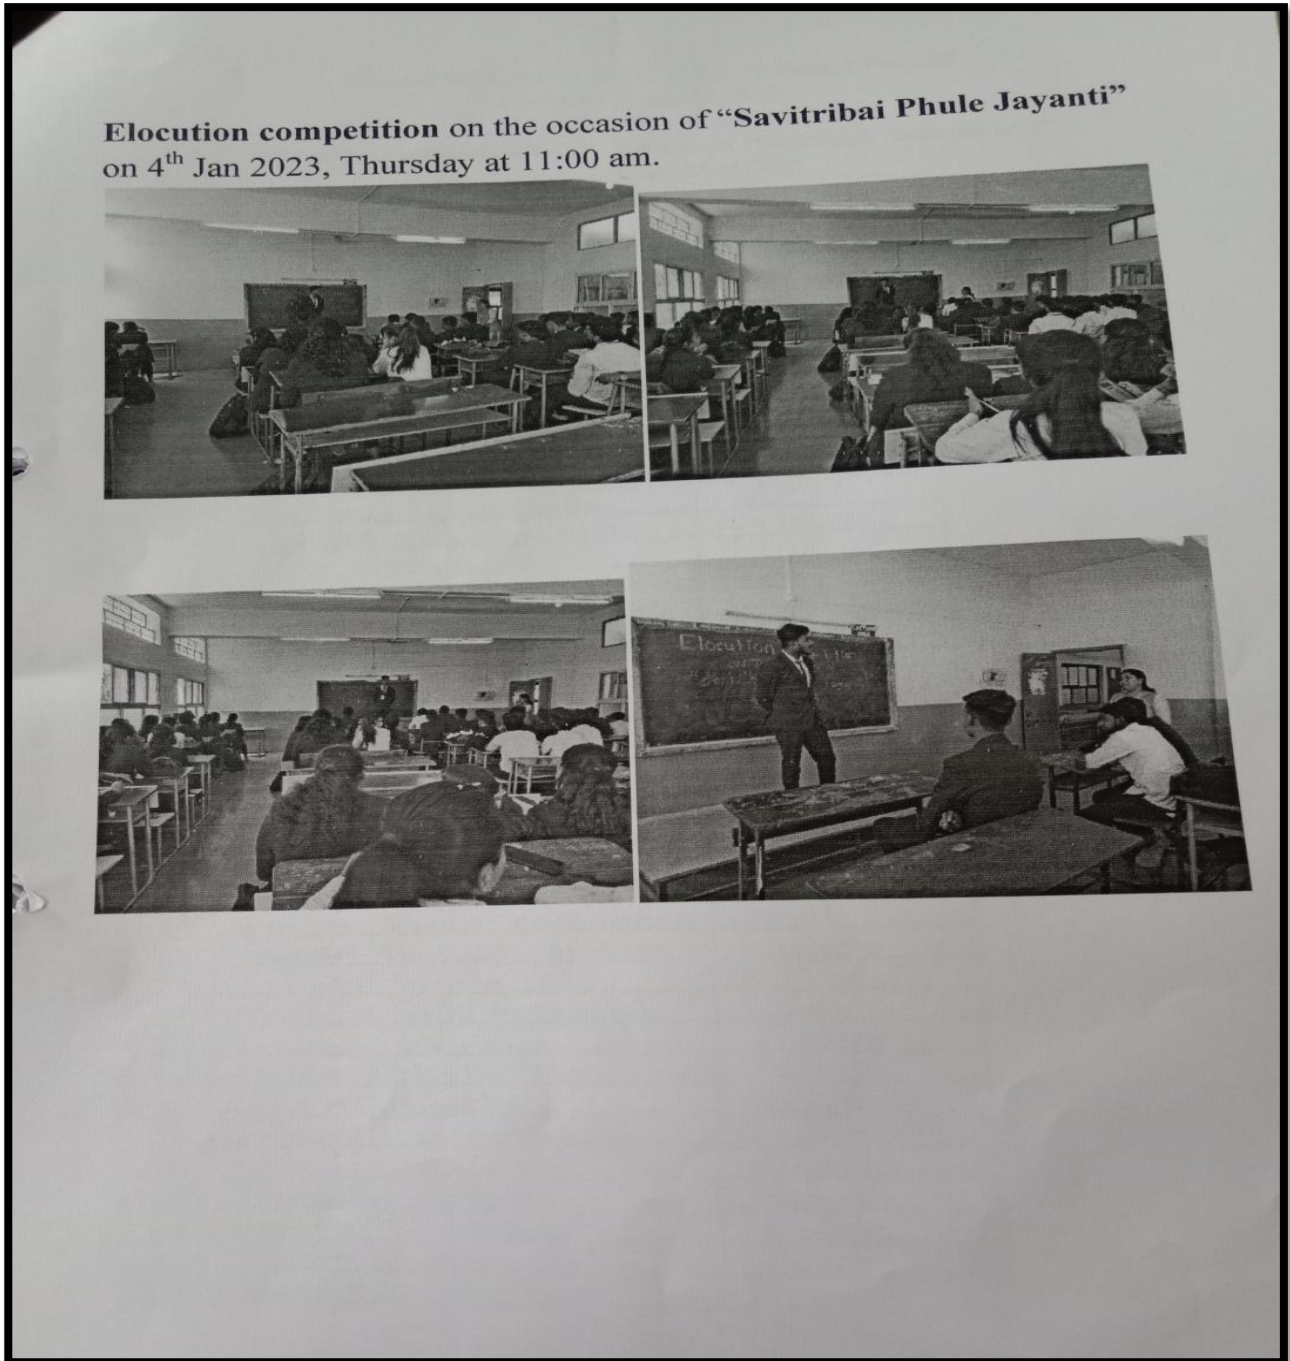 Elocution competition on the occasion of “Savitribai Phule Jayanti”
on 4th Jan 2023, Thursday at 11:00 am.
Elocution